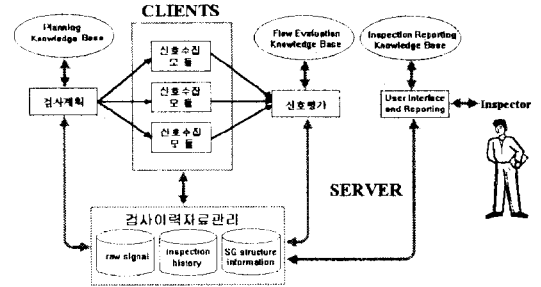 CLIENTS
Planning
Knowledge Base
Flow Evaluation
Knowledge Base
Inspection Reporting
Knowledge Base
신호수집
모 듈
신호수집
모 듈
신호수집
모 듈
검사계획
신호평가
User Interface
and Reporting
Inspector
SERVER
검사이력자료관리
raw signal
inspection
history
SG structure
information